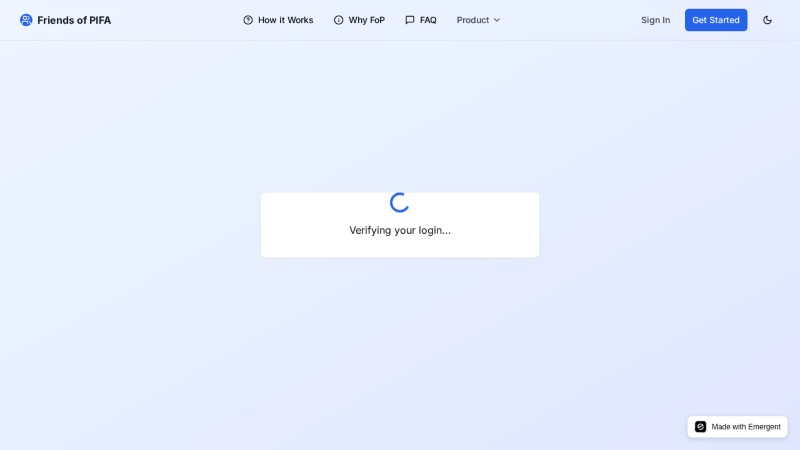 Friends of PIFA
How it Works
Why FoP
FAQ
Product
Sign In
Get Started
Verifying your login...
Made with Emergent